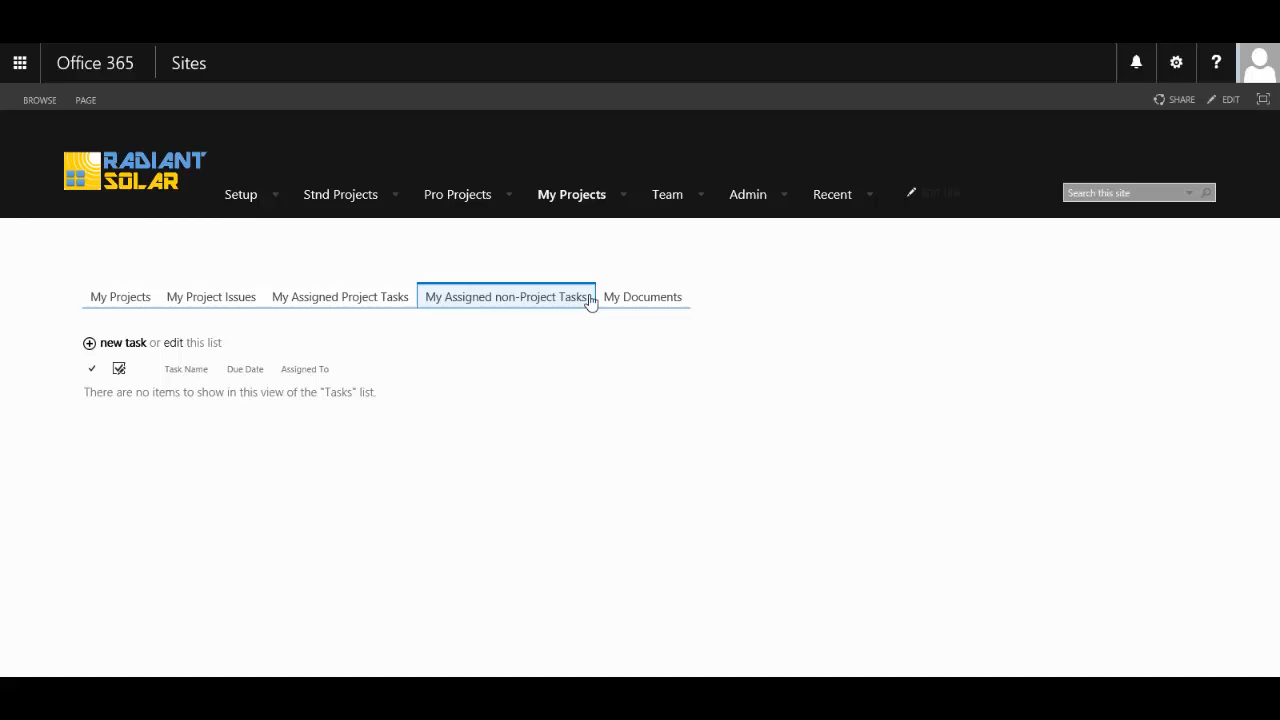 Office 365 Sites ?
BROWSE PAGE SHARE EDIT
RADIANT
SOLAR
Setup Stnd Projects Pro Projects My Projects Team Admin Recent Search this site
My Projects My Project Issues My Assigned Project Tasks My Assigned non-Project Tasks My Documents
new task or edit this list
Task Name Due Date Assigned To
There are no items to show in this view of the "Tasks" list.